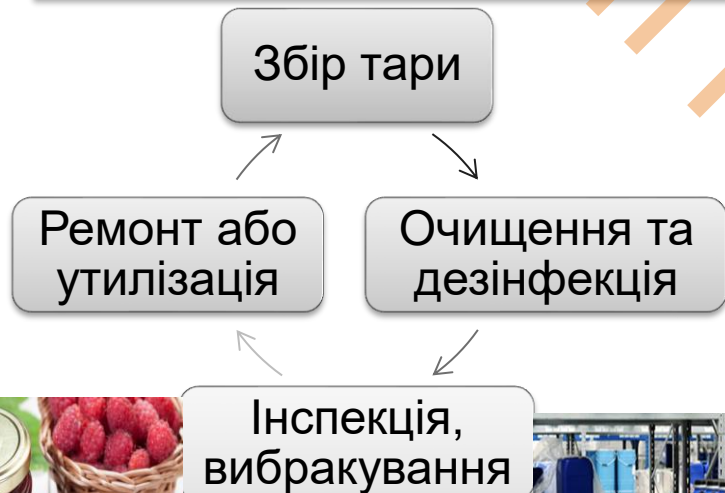 Збір тари
Очищення та
дезінфекція
Інспекція,
вибракування
Ремонт або
утилізація